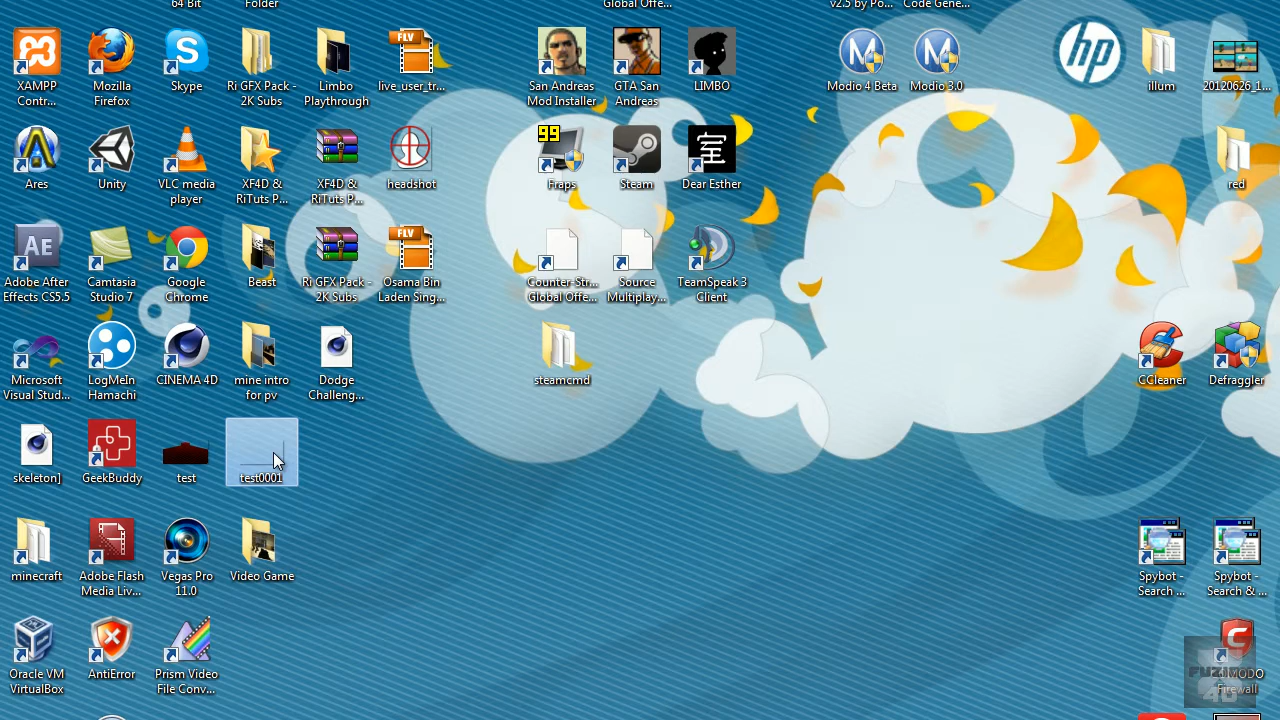 64 Bit
Folder
Global Offe...
v2.5 by Po...
Code Gene...
XAMPP
Contr...
Mozilla
Firefox
Skype
Ri GFX Pack -
2K Subs
Limbo
Playthrough
FLV
live_user_tr...
San Andreas
Mod Installer
GTA San
Andreas
LIMBO
Modio 4 Beta
Modio 3.0
hp
illum
20120626_1...
Ares
Unity
VLC media
player
XF4D &
RiTuts P...
XF4D &
RiTuts P...
headshot
99
Fraps
Steam
室
Dear Esther
red
Ae
Adobe After
Effects CS5.5
Camtasia
Studio 7
Google
Chrome
Beast
Ri GFX Pack -
2K Subs
FLV
Osama Bin
Laden Sing...
Counter-Str...
Global Offe...
Source
Multiplay...
TeamSpeak 3
Client
Microsoft
Visual Stud...
LogMeIn
Hamachi
CINEMA 4D
mine intro
for pv
Dodge
Challeng...
steamcmd
CCleaner
Defraggler
skeleton]
GeekBuddy
test
test0001
minecraft
Adobe Flash
Media Liv...
Vegas Pro
11.0
Video Game
Spybot -
Search ...
Spybot -
Search & ...
Oracle VM
VirtualBox
AntiError
Prism Video
File Conv...
Firewall